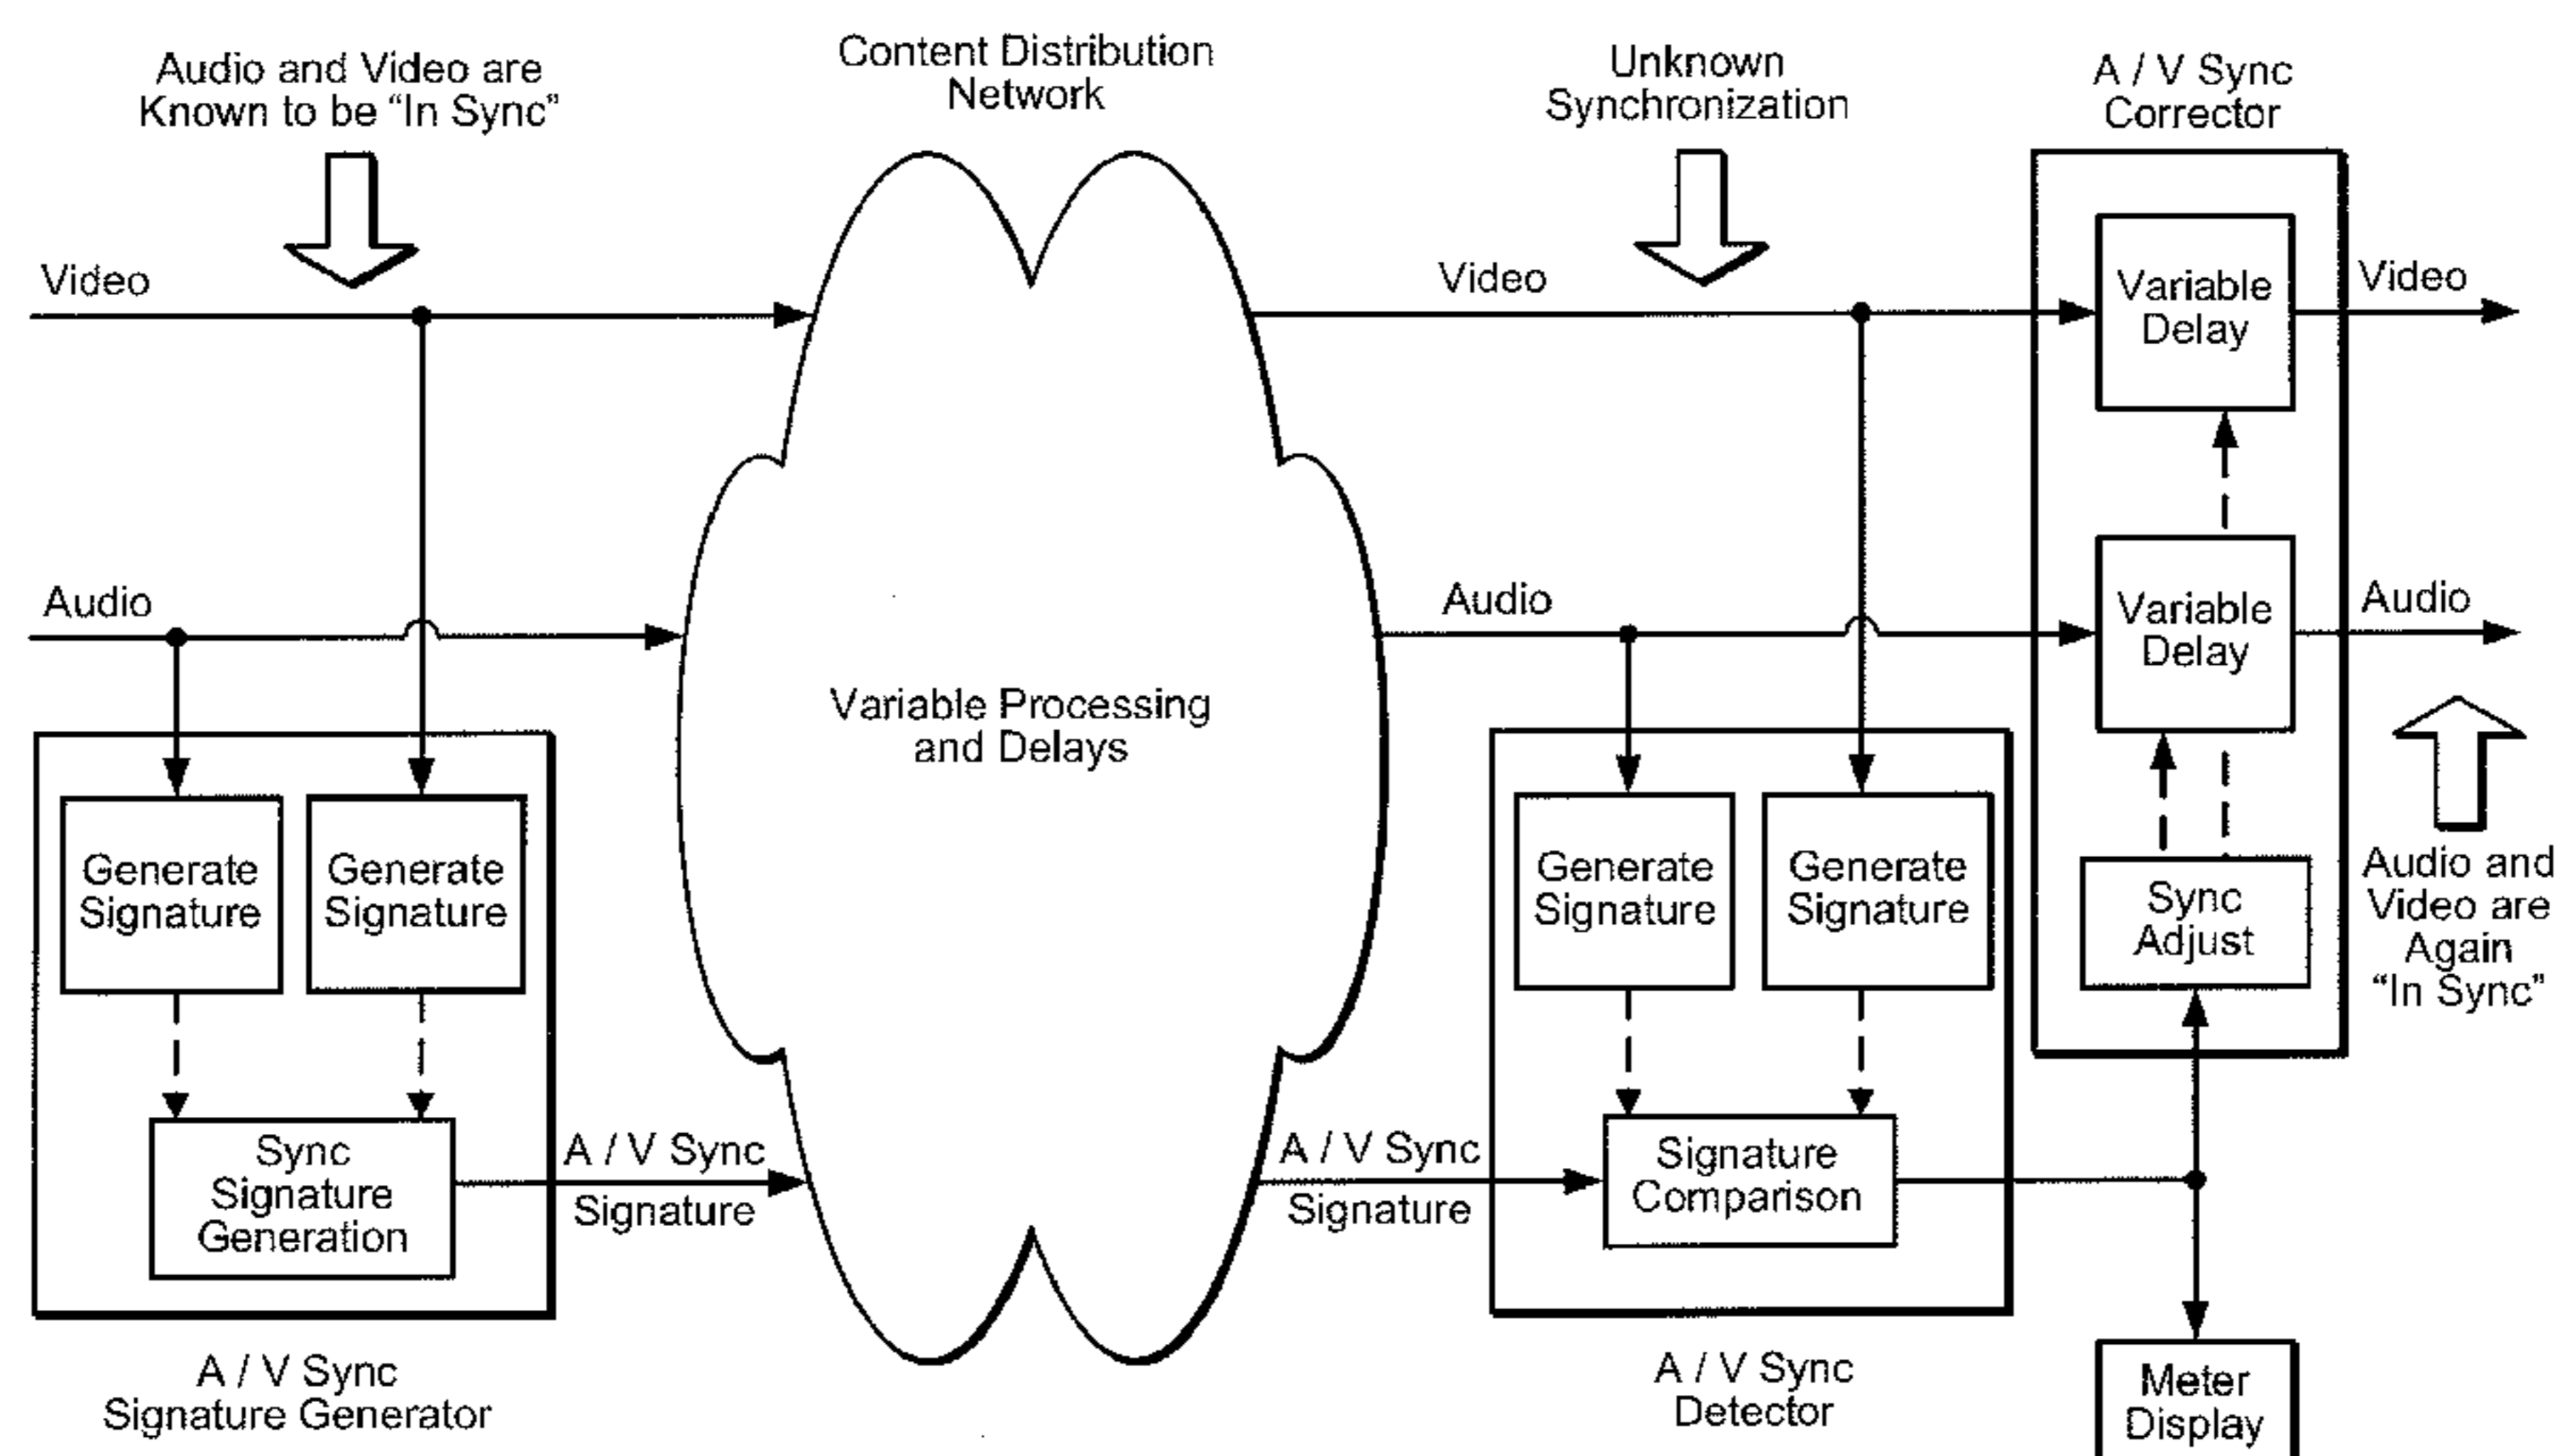 Audio and Video are
Known to be “In Sync”
Content Distribution
Network
Unknown
Synchronization
A / V Sync
Corrector
Video
Video
Variable
Delay
Video
Audio
Audio
Variable
Delay
Audio
Variable Processing
and Delays
Generate
Signature
Generate
Signature
Generate
Signature
Generate
Signature
Sync
Adjust
Audio and
Video are
Again
“In Sync”
Sync
Signature
Generation
A / V Sync
Signature
A / V Sync
Signature
Signature
Comparison
A / V Sync
Signature Generator
A / V Sync
Detector
Meter
Display